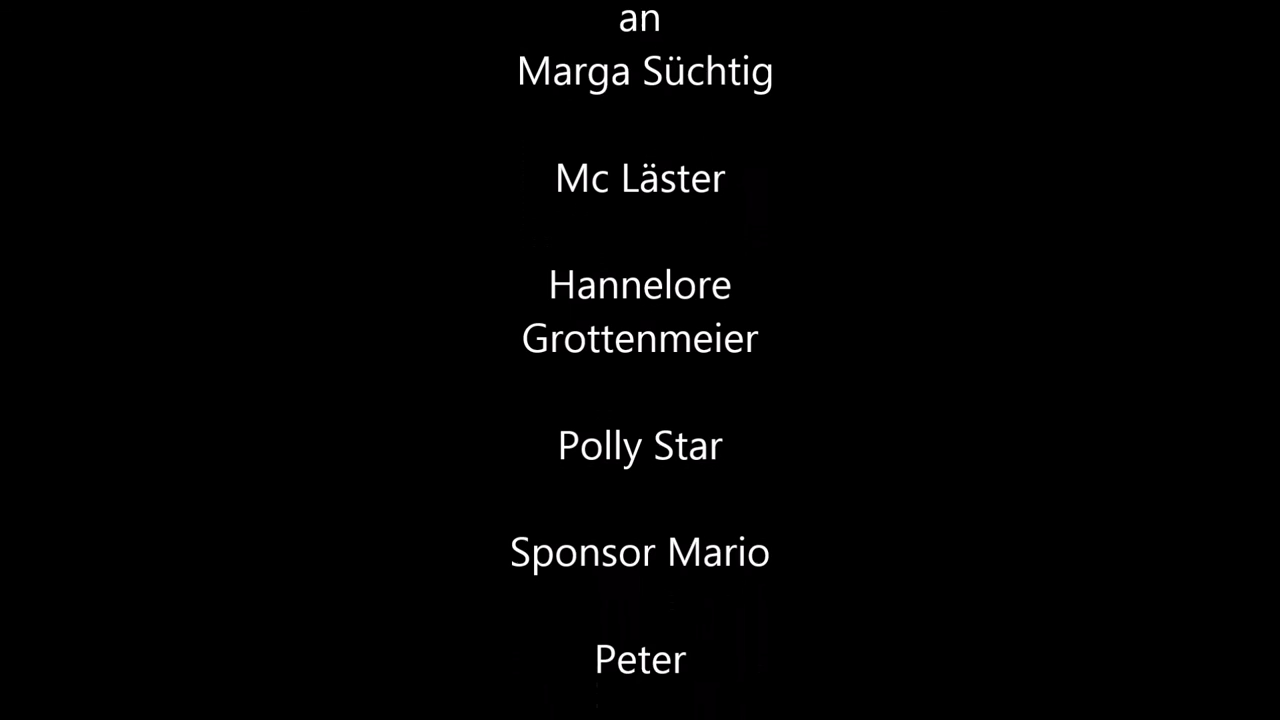 an
Marga Süchtig
Mc Läster
Hannelore
Grottenmeier
Polly Star
Sponsor Mario
Peter